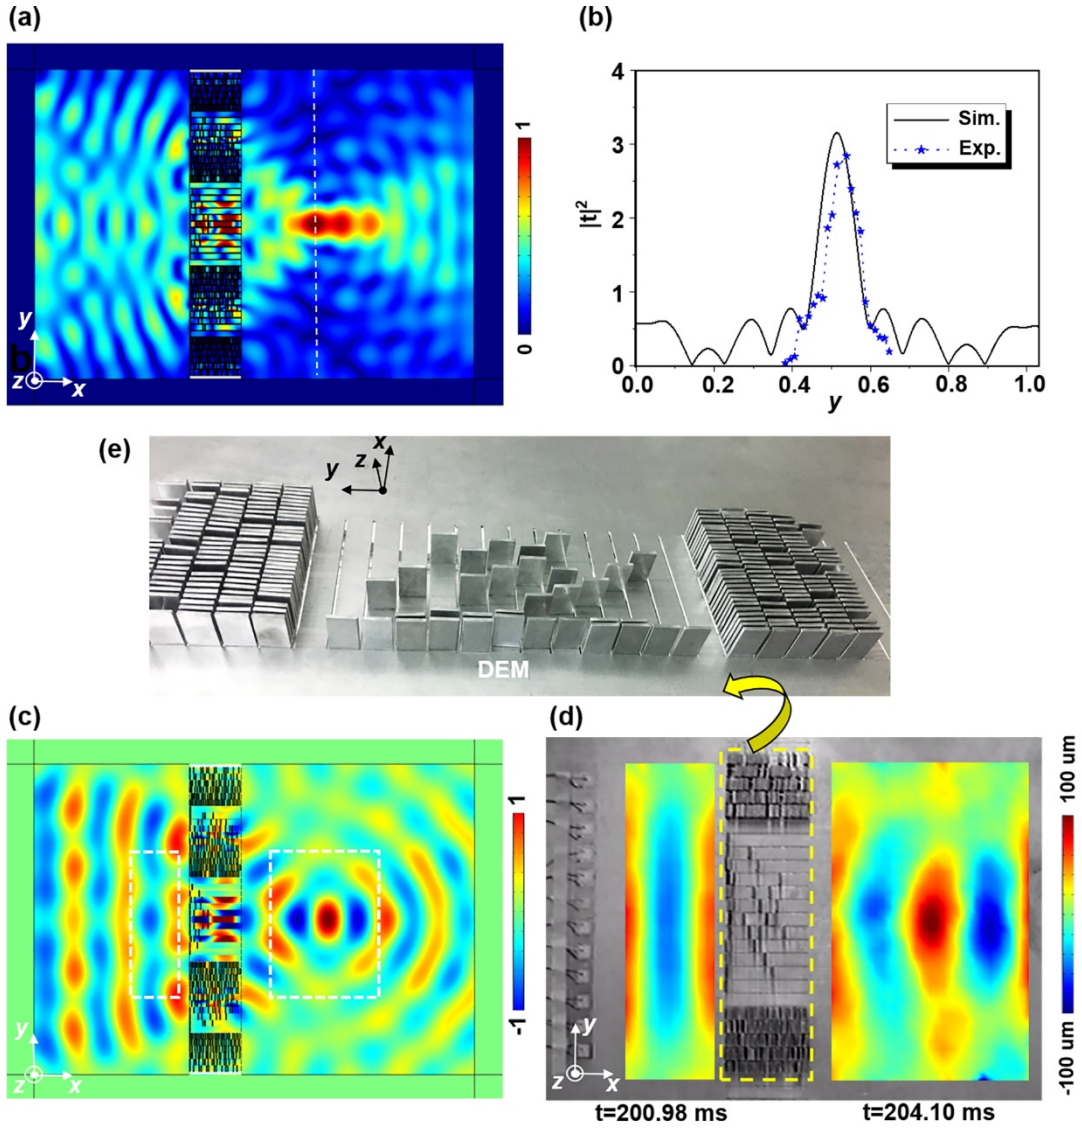 (a)
1
0
y
b
z
x
(b)
4
3
2
1
0
|t|²
Sim.
Exp.
0.0
0.2
0.4
0.6
0.8
1.0
y
(e)
x
z
y
DEM
(c)
1
-1
y
z
x
(d)
100 um
-100 um
y
z
x
t=200.98 ms
t=204.10 ms